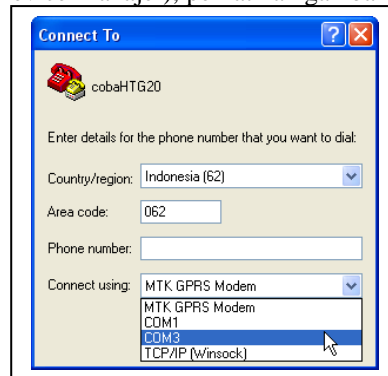 Connect To
cobaHTG20
Enter details for the phone number that you want to dial:
Country/region: Indonesia (62)
Area code: 062
Phone number:
Connect using: MTK GPRS Modem
MTK GPRS Modem
COM1
COM3
TCP/IP (Winsock)